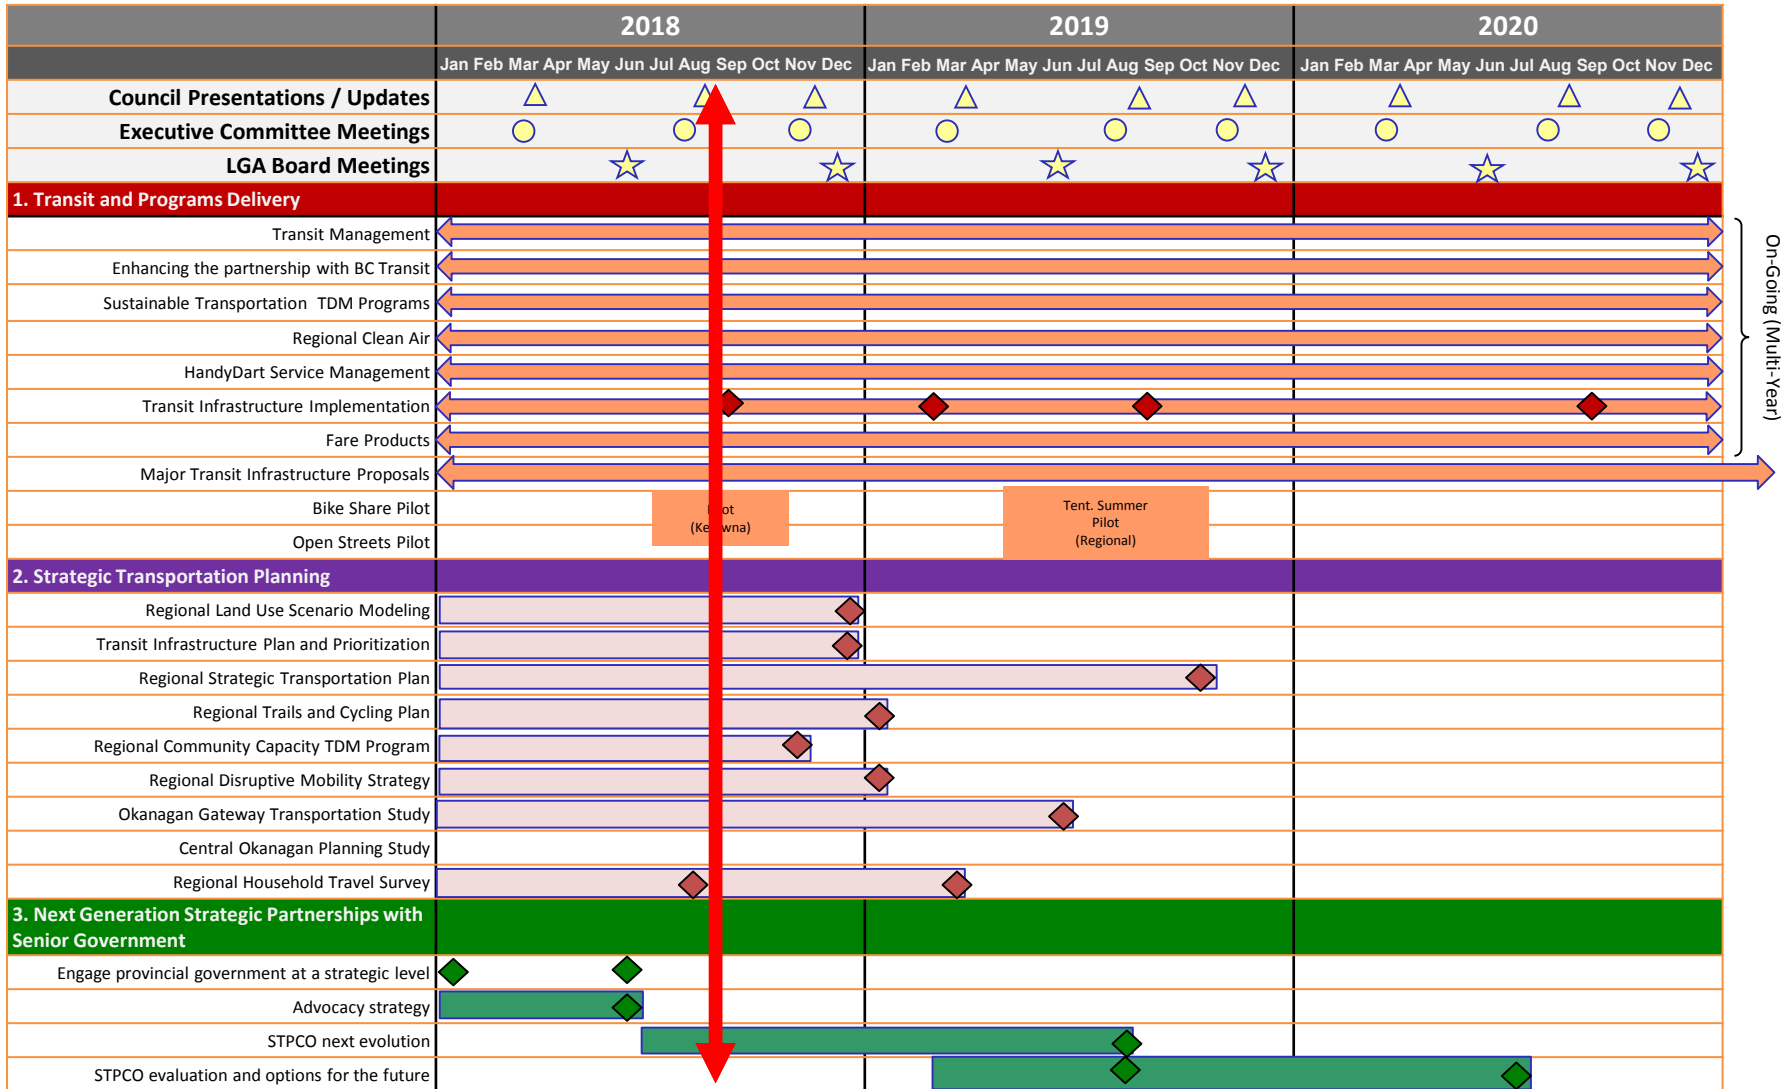 2018 2019 2020
Jan Feb Mar Apr May Jun Jul Aug Sep Oct Nov Dec Jan Feb Mar Apr May Jun Jul Aug Sep Oct Nov Dec Jan Feb Mar Apr May Jun Jul Aug Sep Oct Nov Dec
Council Presentations / Updates
Executive Committee Meetings
LGA Board Meetings
1. Transit and Programs Delivery
Transit Management
Enhancing the partnership with BC Transit
Sustainable Transportation TDM Programs
Regional Clean Air
HandyDart Service Management
Transit Infrastructure Implementation
Fare Products
On-Going (Multi-Year)
Major Transit Infrastructure Proposals
Bike Share Pilot
Open Streets Pilot
Tent. Summer
Pilot
(Regional)
2. Strategic Transportation Planning
Regional Land Use Scenario Modeling
Transit Infrastructure Plan and Prioritization
Regional Strategic Transportation Plan
Regional Trails and Cycling Plan
Regional Community Capacity TDM Program
Regional Disruptive Mobility Strategy
Okanagan Gateway Transportation Study
Central Okanagan Planning Study
Regional Household Travel Survey
3. Next Generation Strategic Partnerships with
Senior Government
Engage provincial government at a strategic level
Advocacy strategy
STPCO next evolution
STPCO evaluation and options for the future